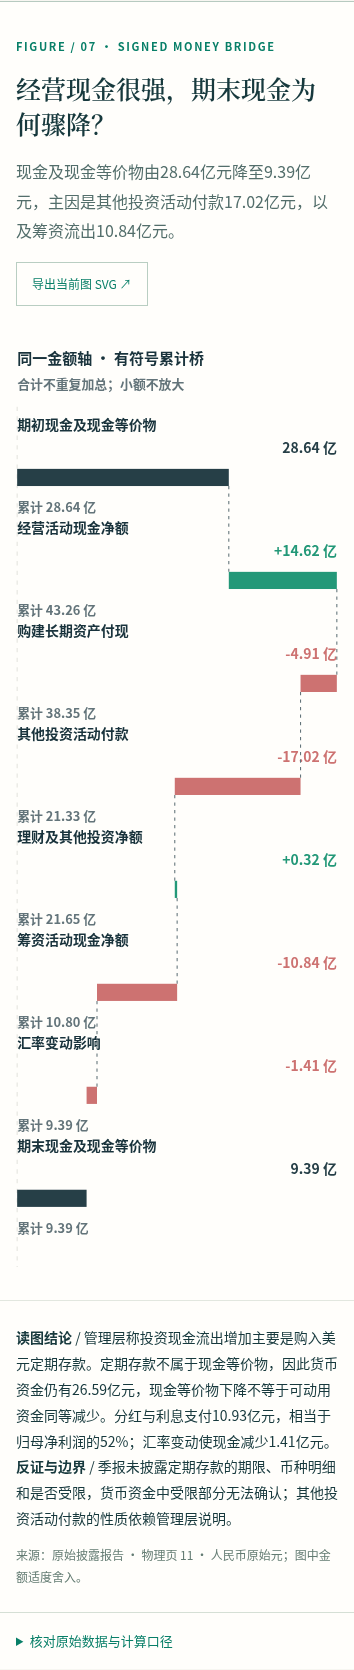 FIGURE / 07 · SIGNED MONEY BRIDGE
经营现金很强，期末现金为
何骤降？
现金及现金等价物由28.64亿元降至9.39亿
元，主因是其他投资活动付款17.02亿元，以
及筹资流出10.84亿元。
导出当前图 SVG ↗
同一金额轴 · 有符号累计桥
合计不重复加总；小额不放大
期初现金及现金等价物
28.64 亿
累计 28.64 亿
经营活动现金净额
+14.62 亿
累计 43.26 亿
购建长期资产付现
-4.91 亿
累计 38.35 亿
其他投资活动付款
-17.02 亿
累计 21.33 亿
理财及其他投资净额
+0.32 亿
累计 21.65 亿
筹资活动现金净额
-10.84 亿
累计 10.80 亿
汇率变动影响
-1.41 亿
累计 9.39 亿
期末现金及现金等价物
9.39 亿
累计 9.39 亿
读图结论 / 管理层称投资现金流出增加主要是购入美
元定期存款。定期存款不属于现金等价物，因此货币
资金仍有26.59亿元，现金等价物下降不等于可动用
资金同等减少。分红与利息支付10.93亿元，相当于
归母净利润的52%；汇率变动使现金减少1.41亿元。
反证与边界 / 季报未披露定期存款的期限、币种明细
和是否受限，货币资金中受限部分无法确认；其他投
资活动付款的性质依赖管理层说明。
来源：原始披露报告 · 物理页 11 · 人民币原始元；图中金
额适度舍入。
▶ 核对原始数据与计算口径